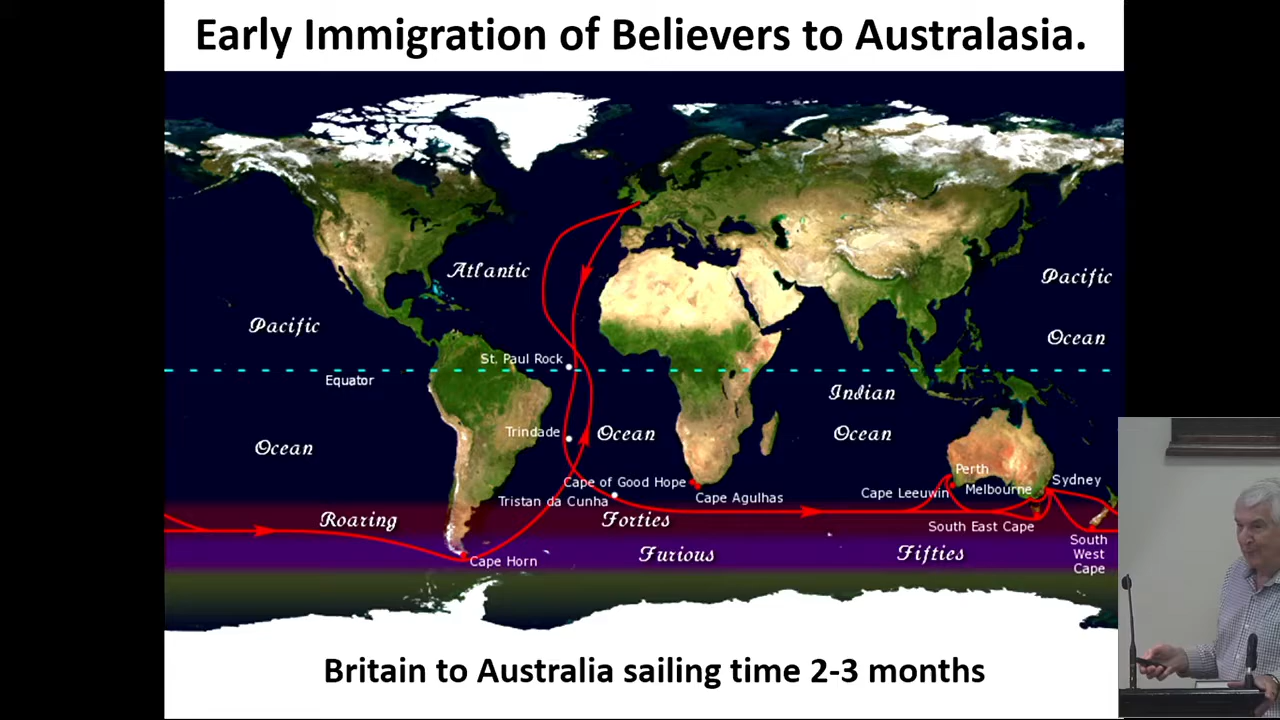 Early Immigration of Believers to Australasia.
Atlantic
Pacific
Pacific
Ocean
St. Paul Rock
Equator
Indian
Trindade
Ocean
Ocean
Ocean
Perth
Cape of Good Hope
Cape Leeuwin
Melbourne
Sydney
Tristan da Cunha
Cape Agulhas
Roaring
Forties
South East Cape
Furious
Fifties
South
West
Cape
Cape Horn
Britain to Australia sailing time 2-3 months